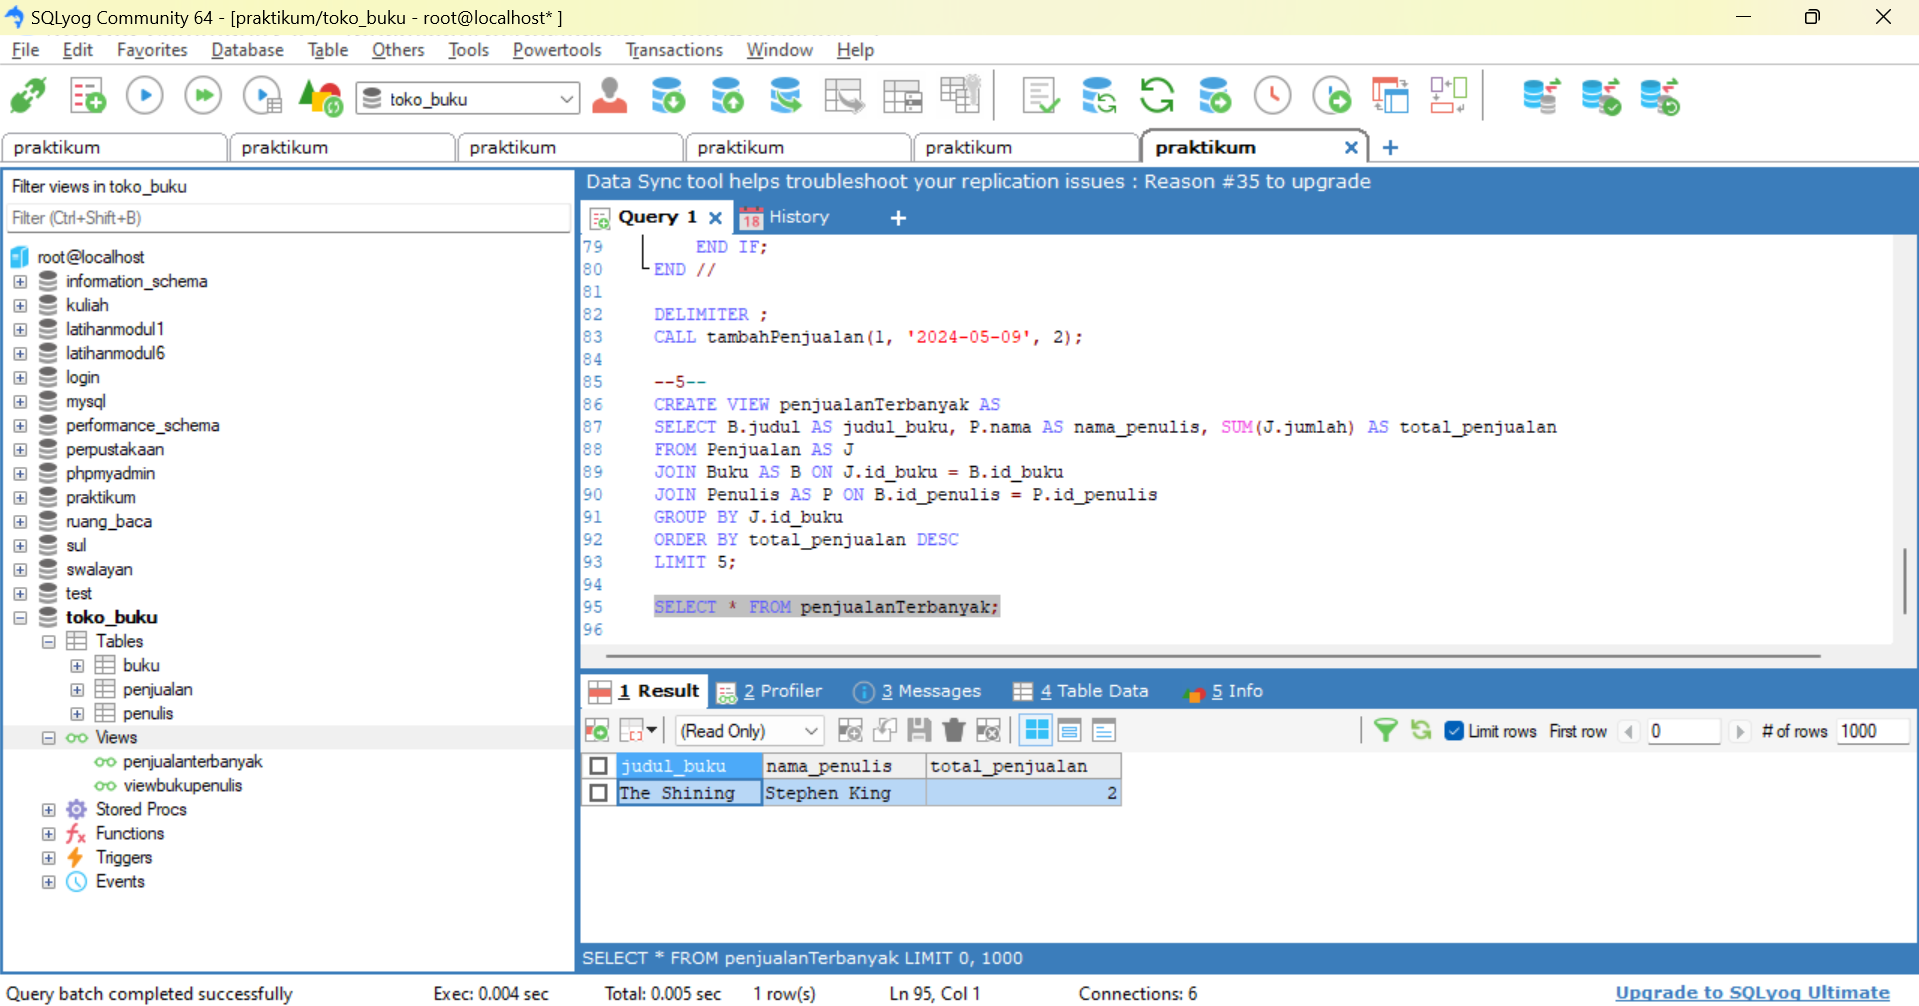 SQLyog Community 64 - [praktikum/toko_buku - root@localhost* ]
File Edit Favorites Database Table Others Tools Powertools Transactions Window Help
toko_buku
praktikum praktikum praktikum praktikum praktikum praktikum
Filter views in toko_buku
Filter (Ctrl+Shift+B)
root@localhost
information_schema
kuliah
latihanmodul1
latihanmodul6
login
mysql
performance_schema
perpustakaan
phpmyadmin
praktikum
ruang_baca
sul
swalayan
test
toko_buku
Tables
buku
penjualan
penulis
Views
penjualanterbanyak
viewbukupenulis
Stored Procs
Functions
Triggers
Events
Data Sync tool helps troubleshoot your replication issues : Reason #35 to upgrade
Query 1 18 History
79 END IF;
80 END //
81
82 DELIMITER ;
83 CALL tambahPenjualan(1, '2024-05-09', 2);
84
85 --5--
86 CREATE VIEW penjualanTerbanyak AS
87 SELECT B.judul AS judul_buku, P.nama AS nama_penulis, SUM(J.jumlah) AS total_penjualan
88 FROM Penjualan AS J
89 JOIN Buku AS B ON J.id_buku = B.id_buku
90 JOIN Penulis AS P ON B.id_penulis = P.id_penulis
91 GROUP BY J.id_buku
92 ORDER BY total_penjualan DESC
93 LIMIT 5;
94
95 SELECT * FROM penjualanTerbanyak;
96
1 Result 2 Profiler 3 Messages 4 Table Data 5 Info
(Read Only) Limit rows First row 0 # of rows 1000
judul_buku nama_penulis total_penjualan
The Shining Stephen King 2
SELECT * FROM penjualanTerbanyak LIMIT 0, 1000
Query batch completed successfully Exec: 0.004 sec Total: 0.005 sec 1 row(s) Ln 95, Col 1 Connections: 6 Upgrade to SQLyog Ultimate